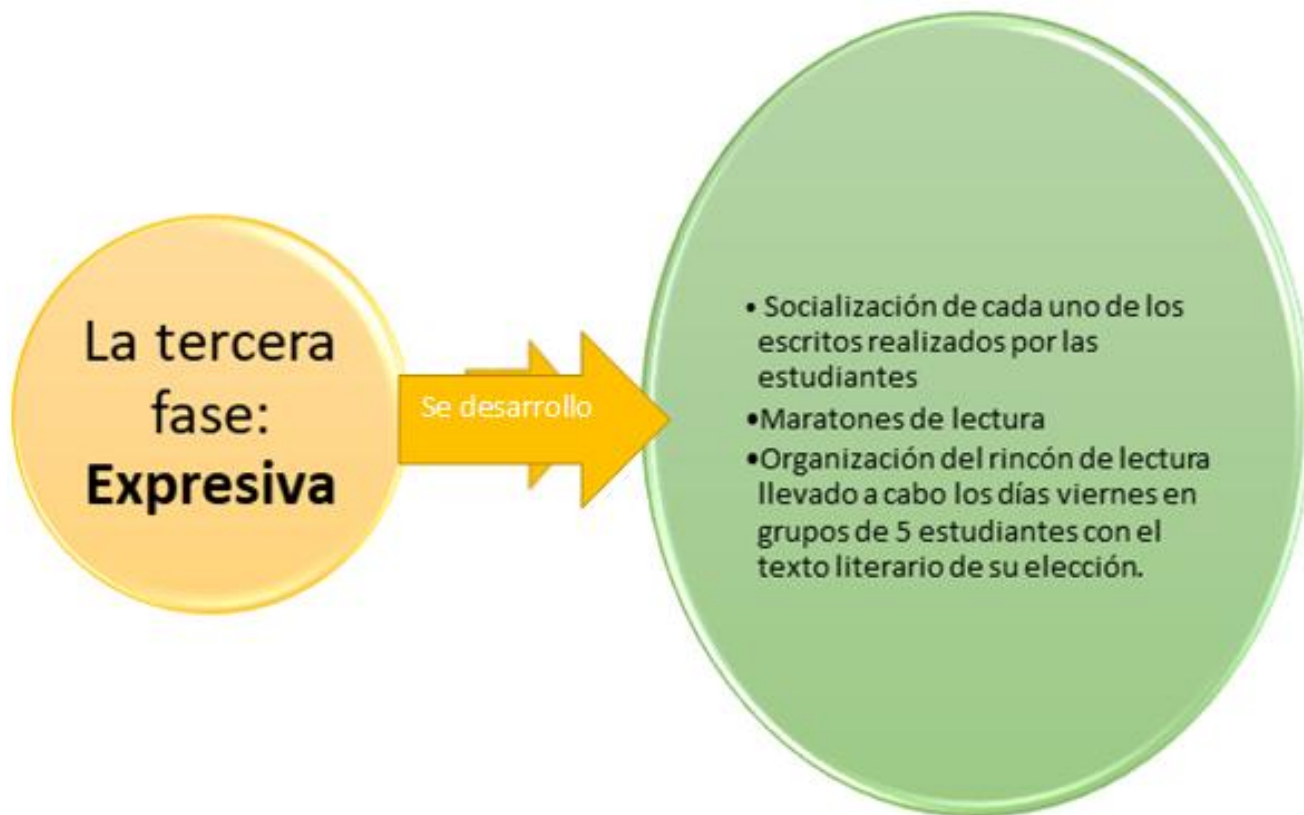 La tercera
fase:
Expresiva
Se desarrollo
• Socialización de cada uno de los
escritos realizados por las
estudiantes
•Maratones de lectura
•Organización del rincón de lectura
llevado a cabo los días viernes en
grupos de 5 estudiantes con el
texto literario de su elección.